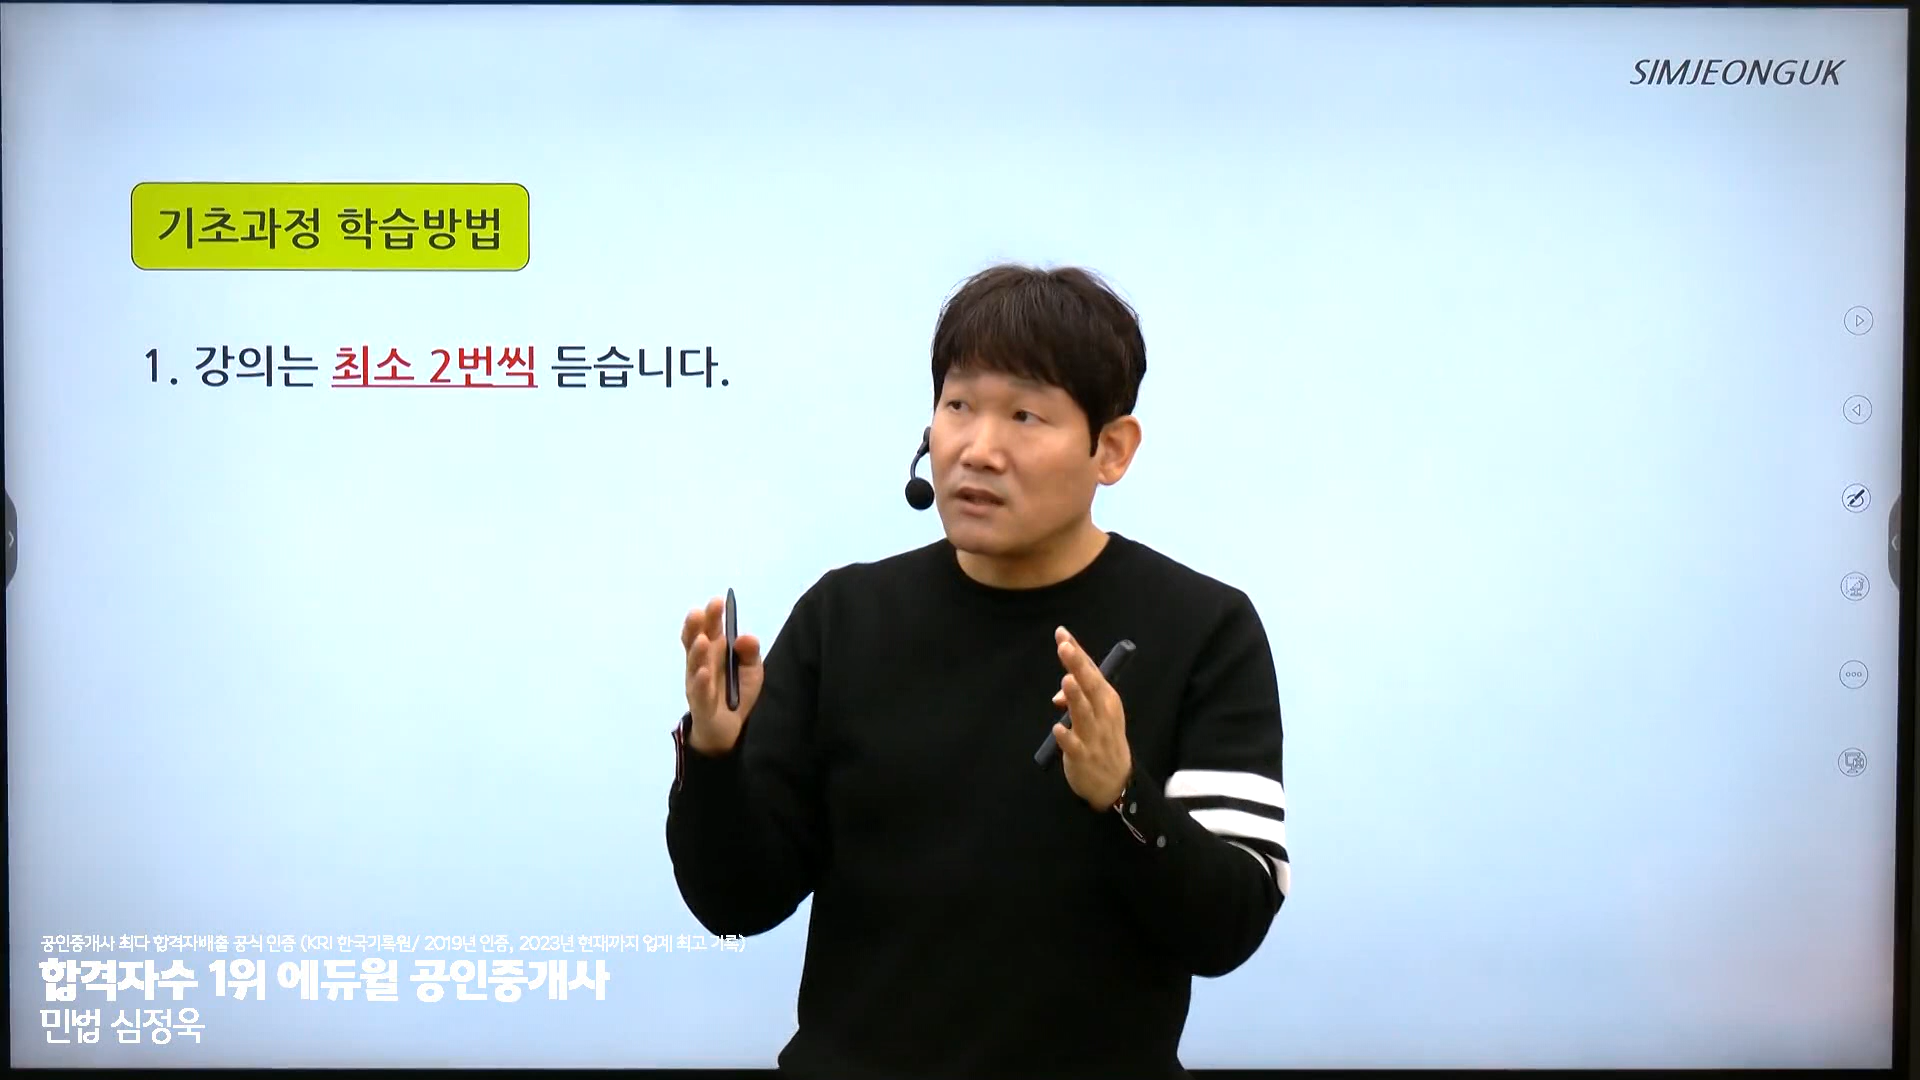 SIMJEONGUK
기초과정 학습방법
1. 강의는 최소 2번씩 듣습니다.
공인중개사 최다 합격자배출 공식 인증 (KRI 한국기록원/ 2019년 인증, 2023년 현재까지 업계 최고 기록)
합격자수 1위 에듀윌 공인중개사
민법 심정욱